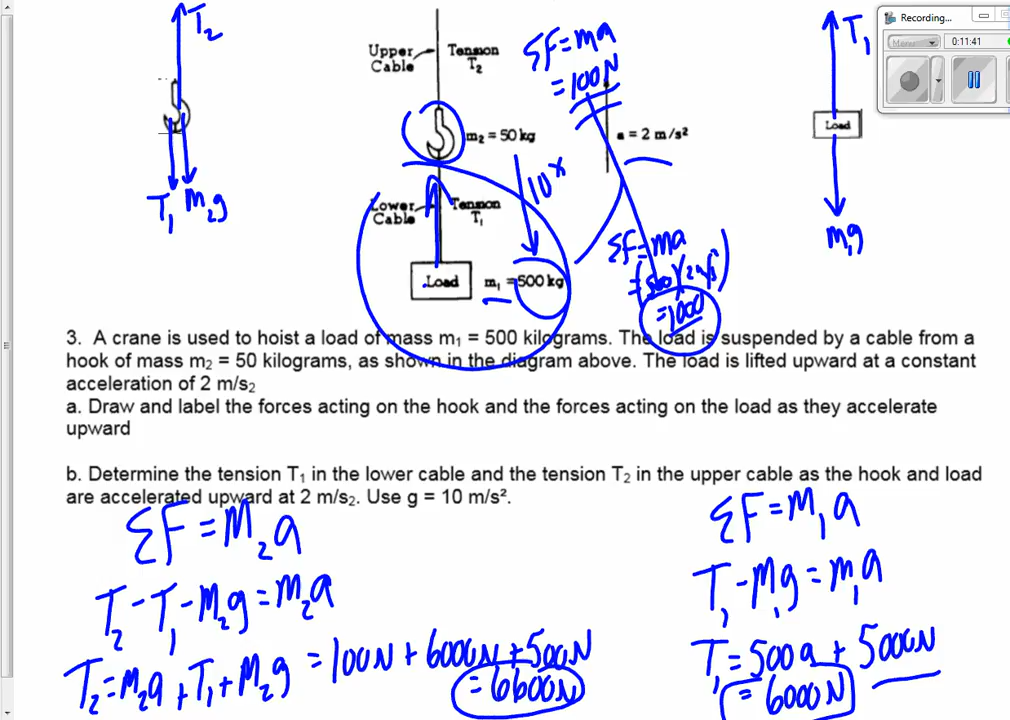 T2
T1 M2g
Upper Cable
Tension T2
m2 = 50 kg
ΣF=ma
=100N
a = 2 m/s²
Lower Cable
Tension T1
10x
Load
m1 = 500 kg
ΣF=ma
=(500)(2m/s²)
=1000
T1
Load
m1g
Recording...
Menu
0:11:41
3. A crane is used to hoist a load of mass m1 = 500 kilograms. The load is suspended by a cable from a
hook of mass m2 = 50 kilograms, as shown in the diagram above. The load is lifted upward at a constant
acceleration of 2 m/s2
a. Draw and label the forces acting on the hook and the forces acting on the load as they accelerate
upward
b. Determine the tension T1 in the lower cable and the tension T2 in the upper cable as the hook and load
are accelerated upward at 2 m/s2. Use g = 10 m/s².
ΣF=M2a
T2-T1-M2g=m2a
T2=M2a+T1+M2g =100N+6000N+500N
=6600N
ΣF=M1a
T1-M1g=m1a
T1=500a+5000N
=6000N